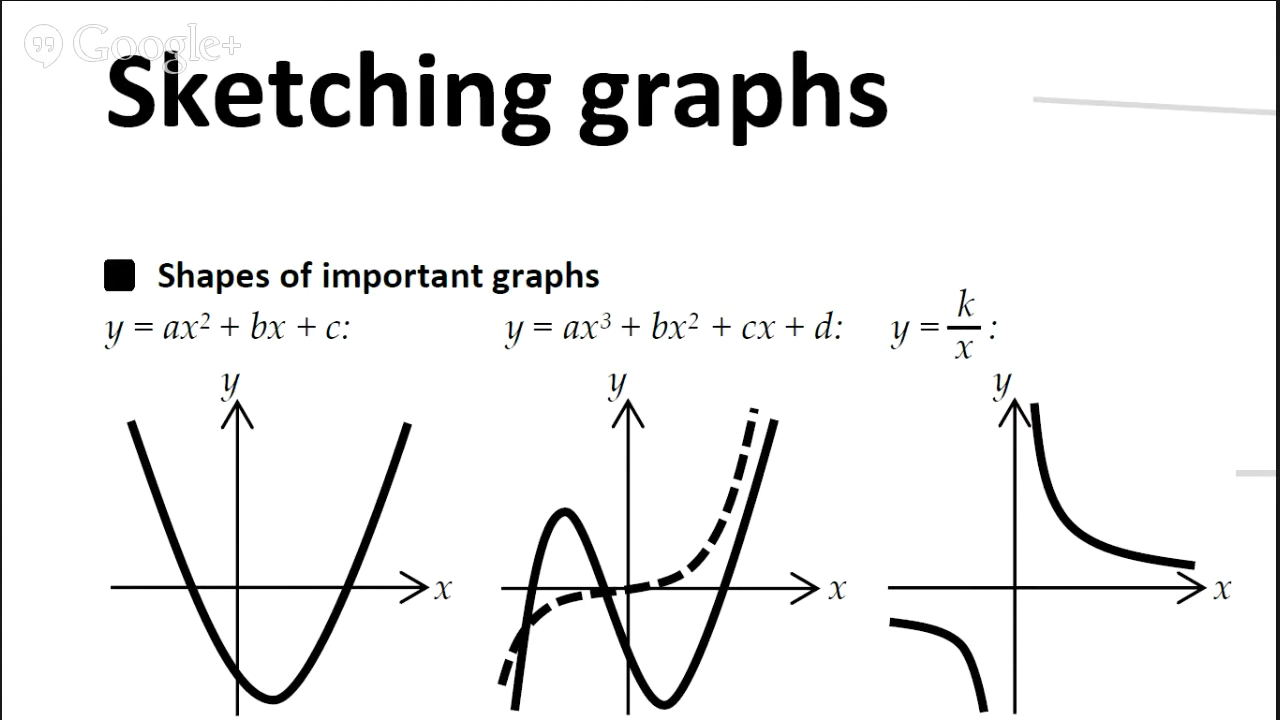 Google+
Sketching graphs
Shapes of important graphs
y = ax² + bx + c:
y = ax³ + bx² + cx + d:
y = k/x :
y
y
y
x
x
x